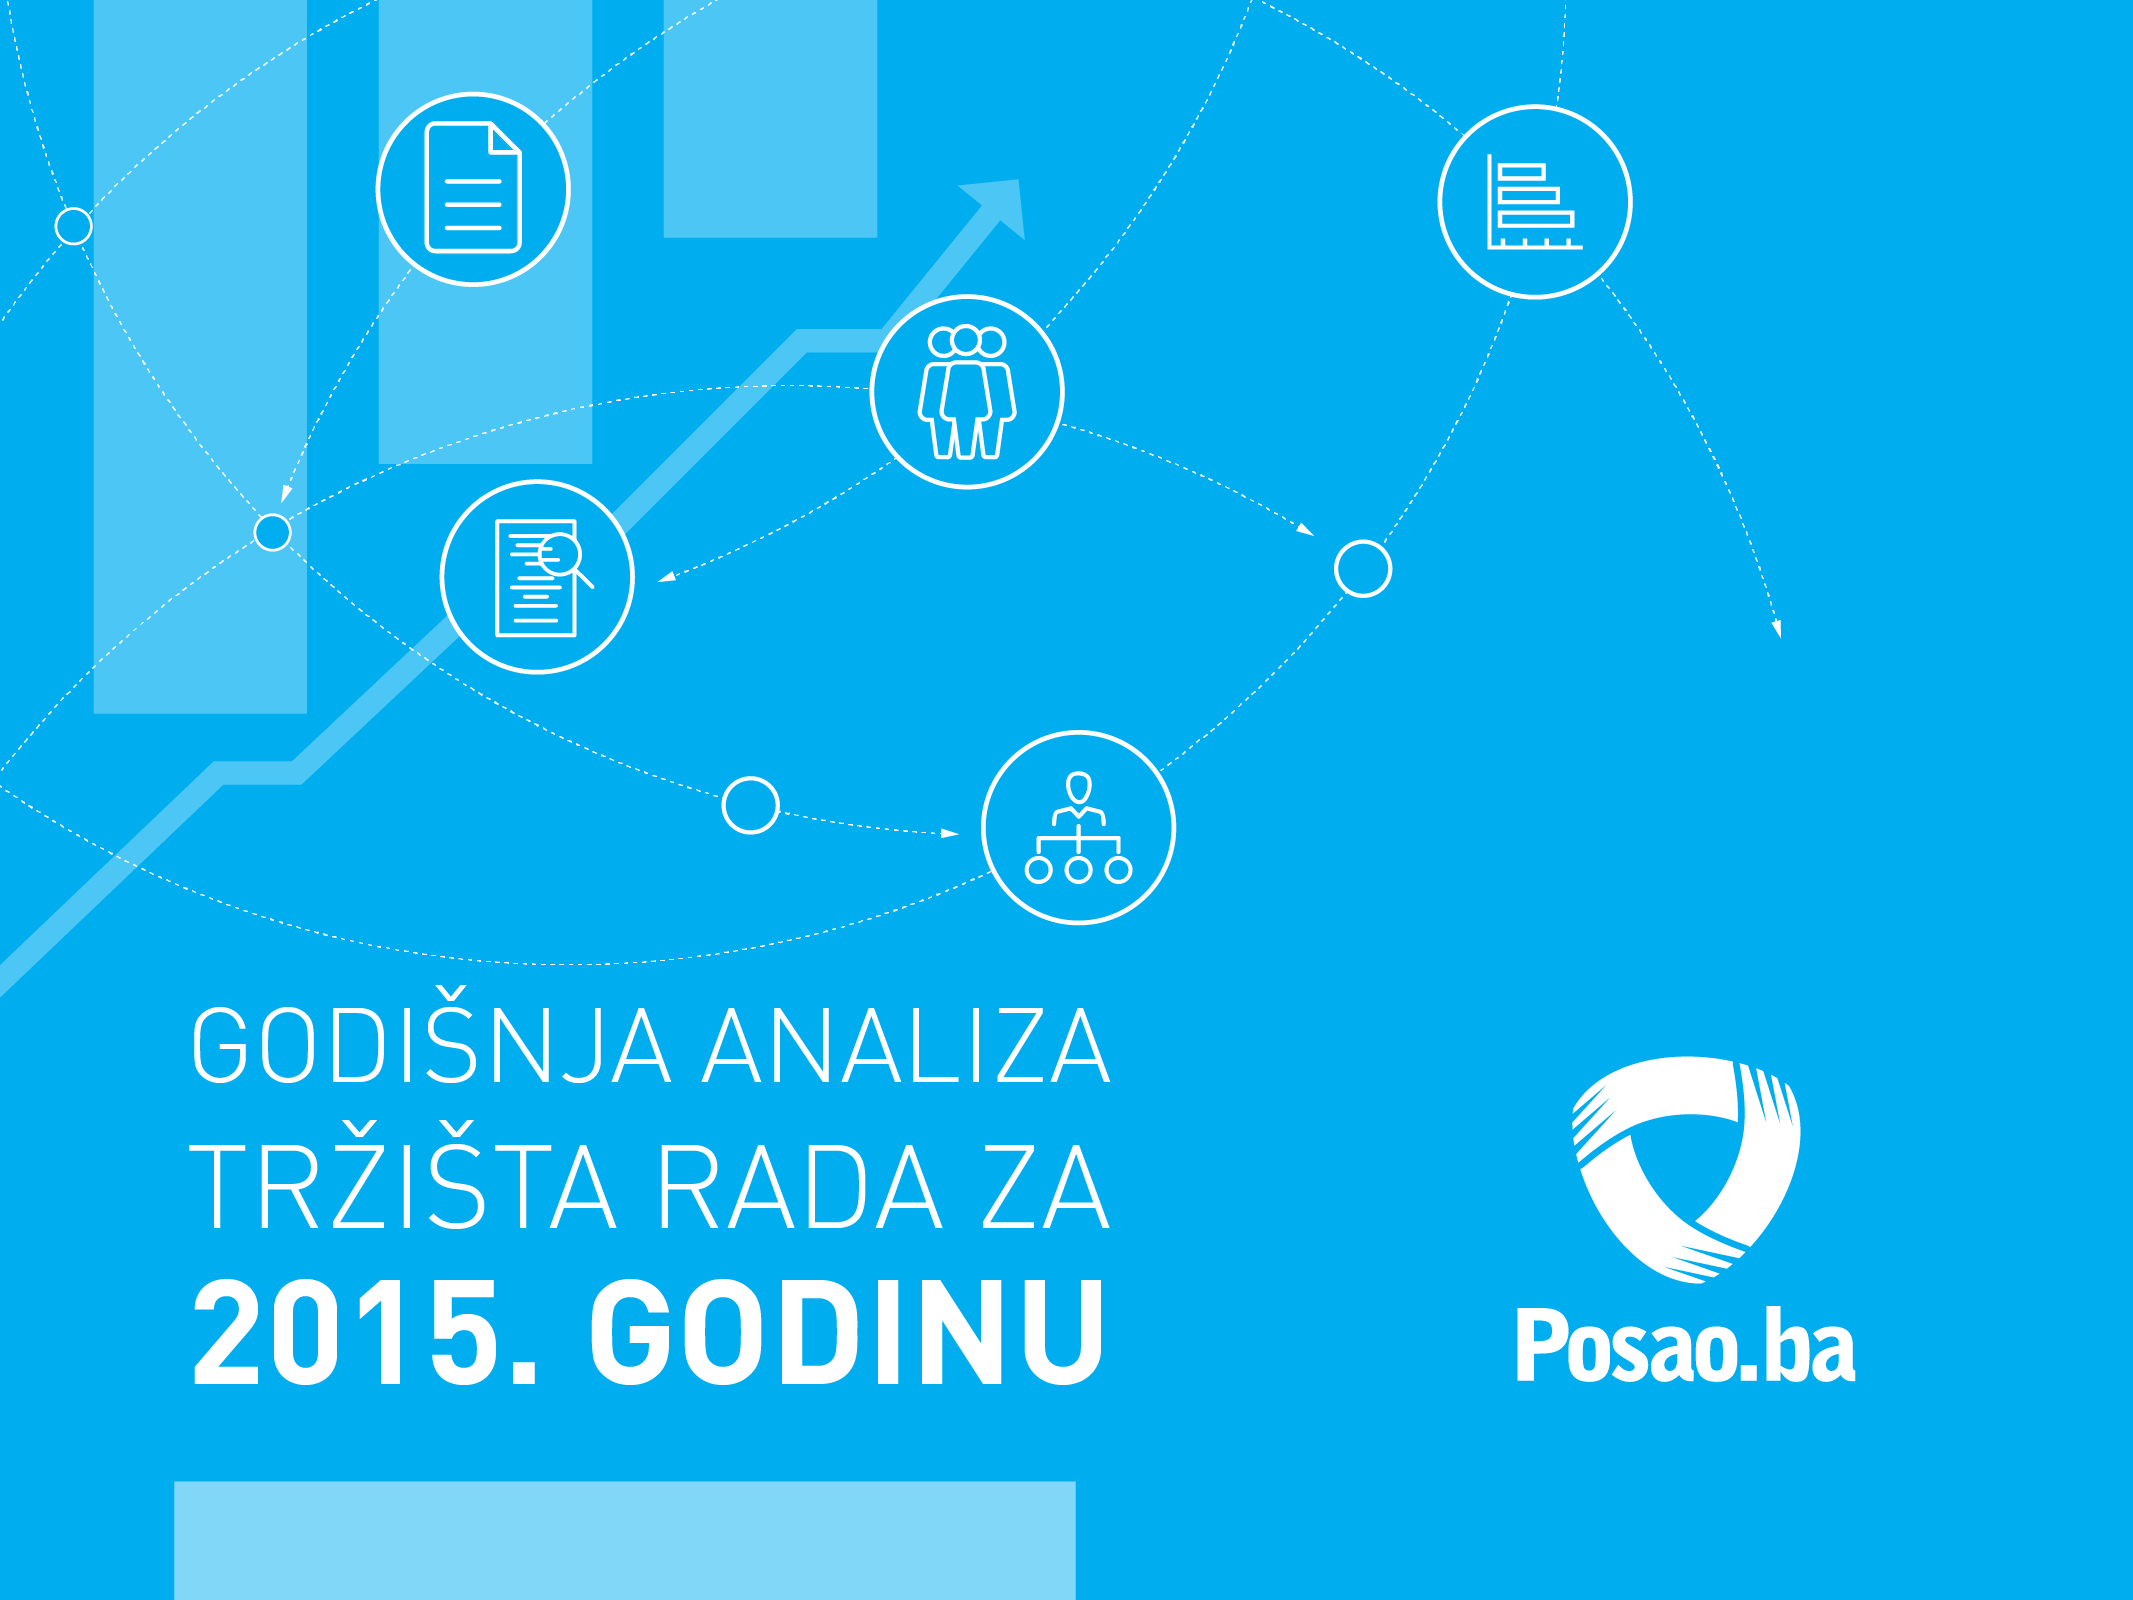 GODIŠNJA ANALIZA
TRŽIŠTA RADA ZA
2015. GODINU
Posao.ba